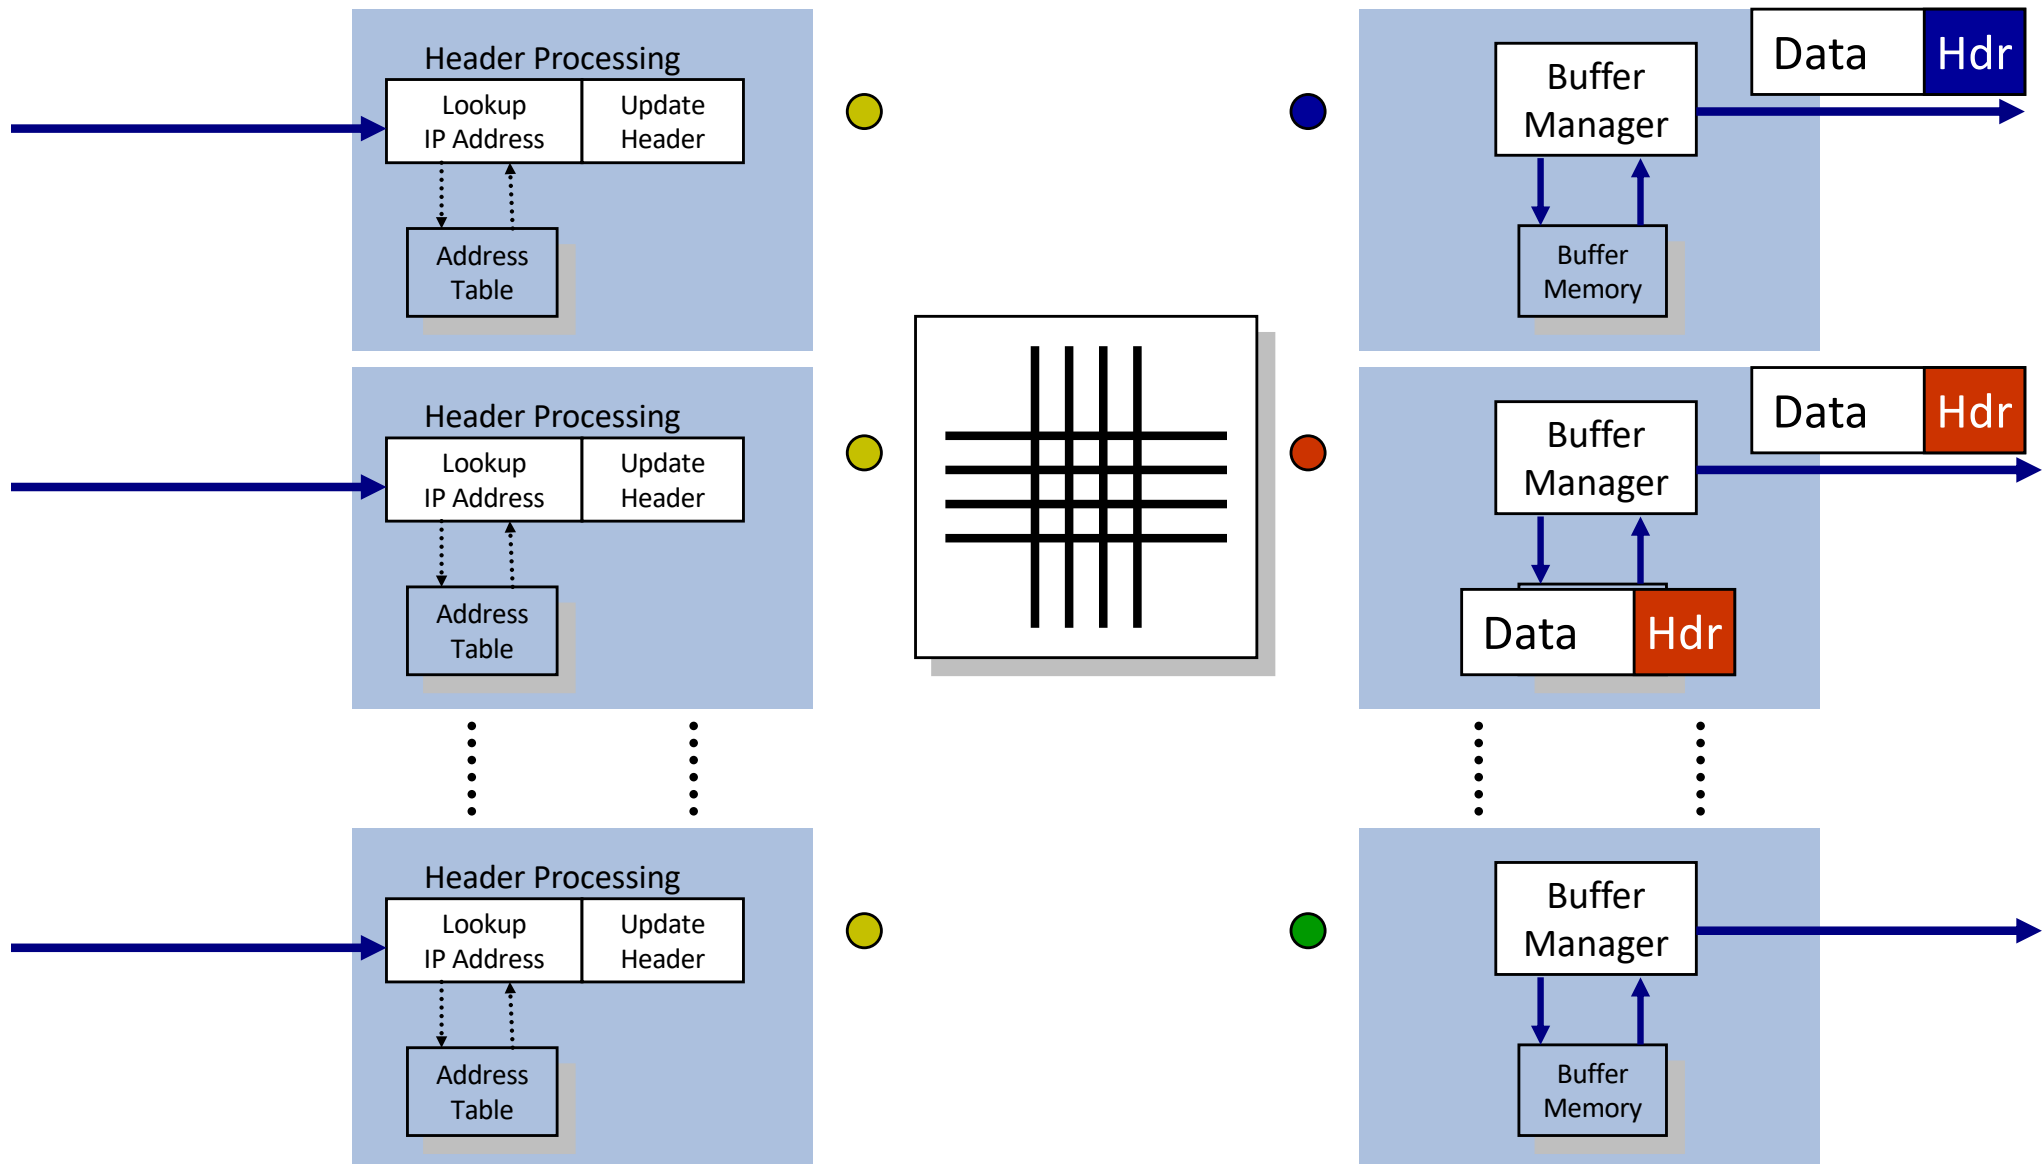 Header Processing
Lookup
IP Address
Update
Header
Address
Table
Buffer
Manager
Buffer
Memory
Data
Hdr
Header Processing
Lookup
IP Address
Update
Header
Address
Table
Buffer
Manager
Data
Hdr
Data
Hdr
Header Processing
Lookup
IP Address
Update
Header
Address
Table
Buffer
Manager
Buffer
Memory